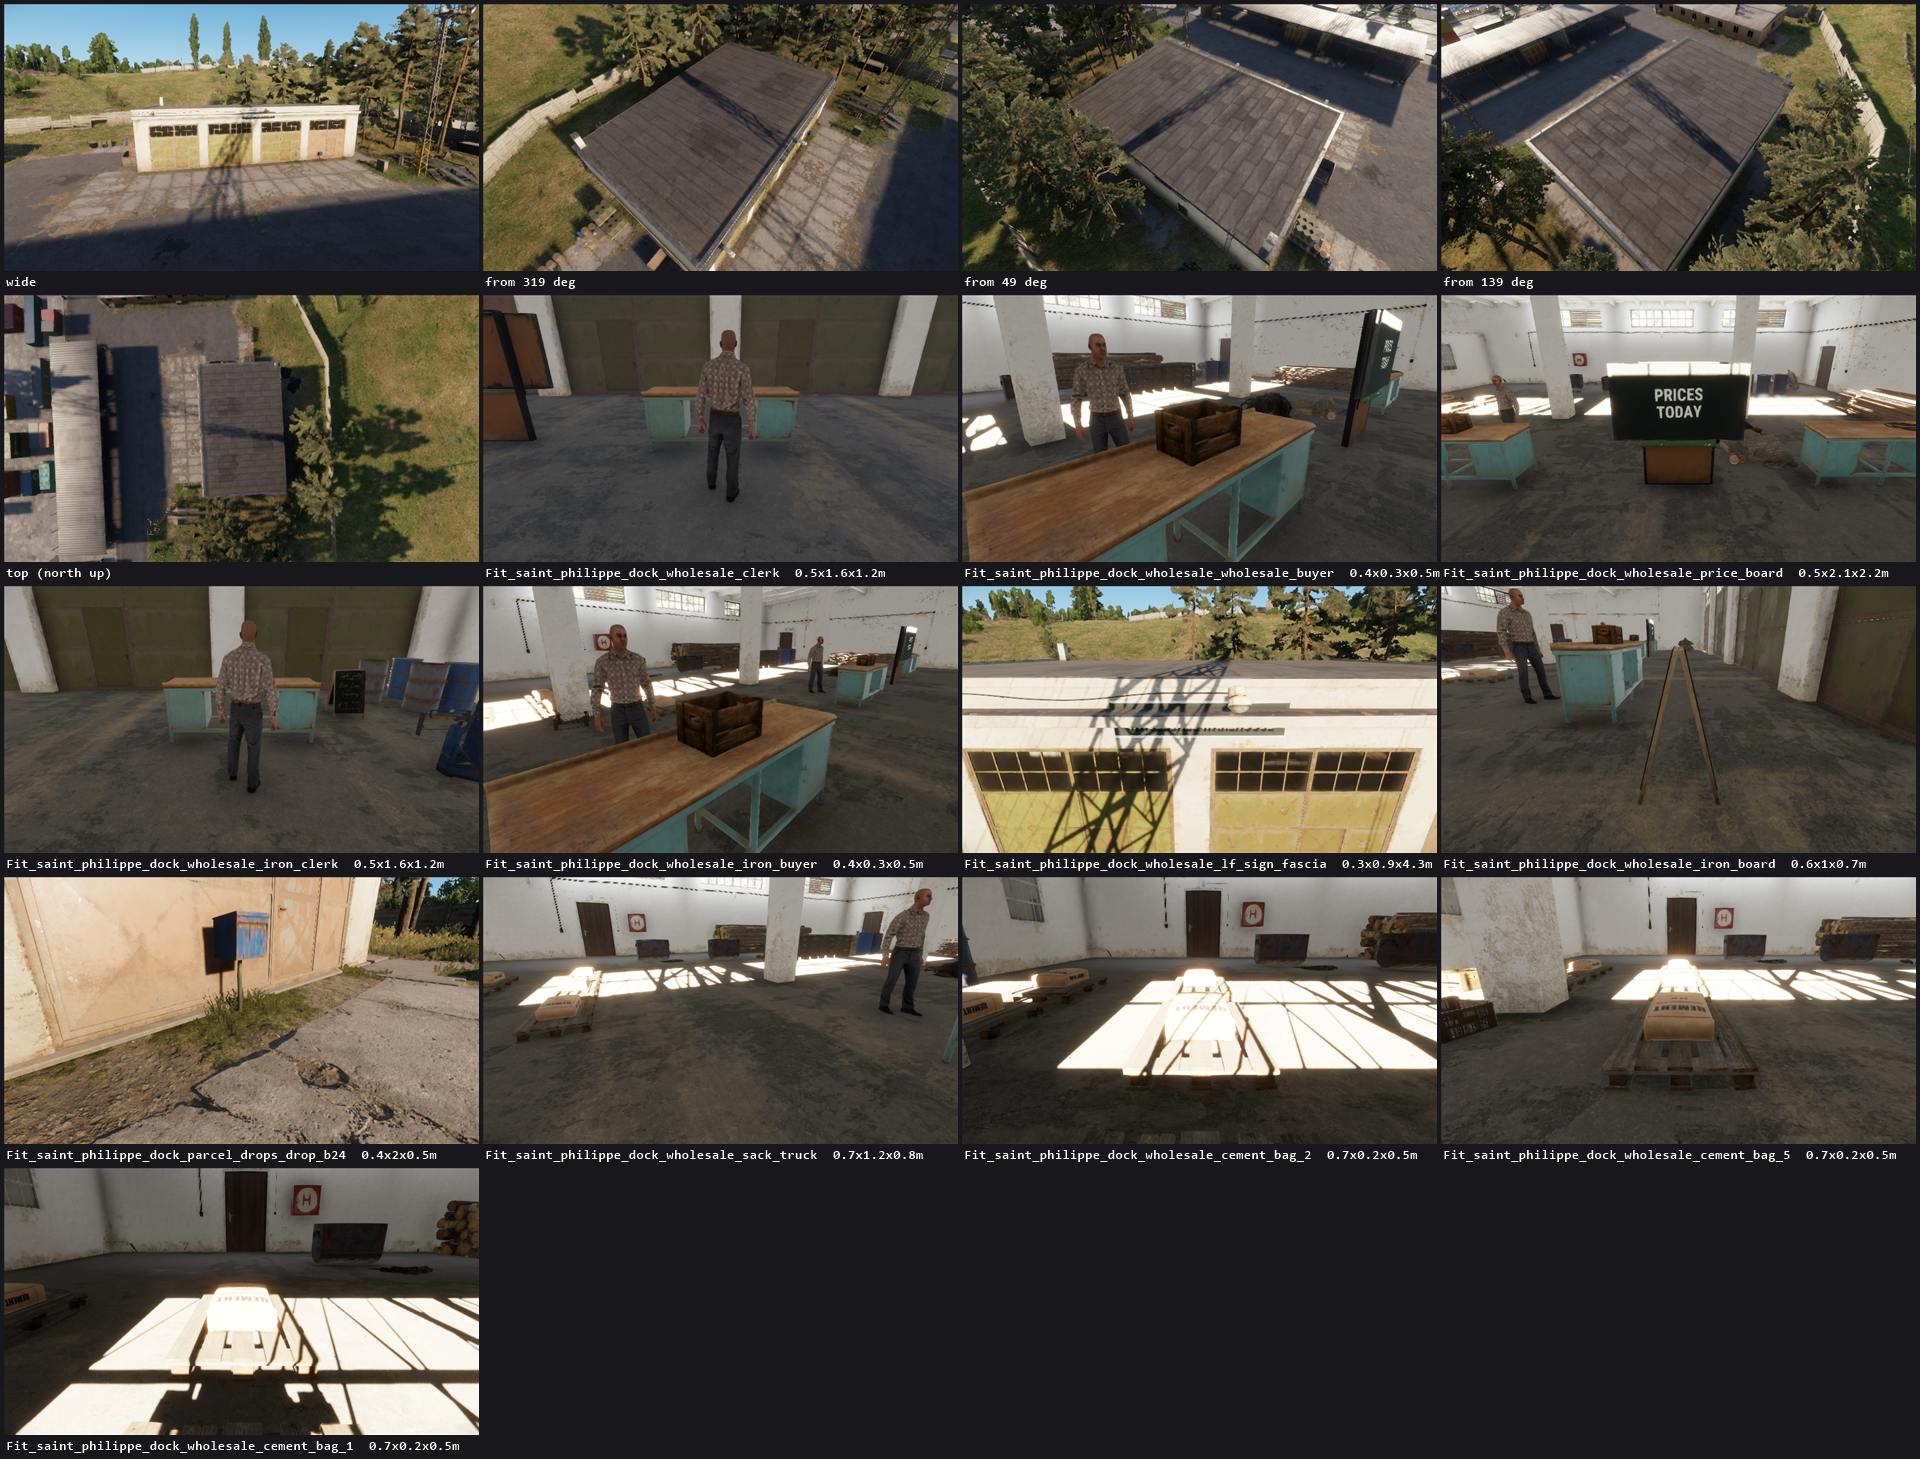 wide
from 319 deg
from 49 deg
from 139 deg
PRICES
TODAY
top (north up)
Fit_saint_philippe_dock_wholesale_clerk 0.5x1.6x1.2m
Fit_saint_philippe_dock_wholesale_wholesale_buyer 0.4x0.3x0.5m
Fit_saint_philippe_dock_wholesale_price_board 0.5x2.1x2.2m
H
Fit_saint_philippe_dock_wholesale_iron_clerk 0.5x1.6x1.2m
Fit_saint_philippe_dock_wholesale_iron_buyer 0.4x0.3x0.5m
Fit_saint_philippe_dock_wholesale_lf_sign_fascia 0.3x0.9x4.3m
Fit_saint_philippe_dock_wholesale_iron_board 0.6x1x0.7m
H
H
CEMENT
H
CEMENT
Fit_saint_philippe_dock_parcel_drops_drop_b24 0.4x2x0.5m
Fit_saint_philippe_dock_wholesale_sack_truck 0.7x1.2x0.8m
Fit_saint_philippe_dock_wholesale_cement_bag_2 0.7x0.2x0.5m
Fit_saint_philippe_dock_wholesale_cement_bag_5 0.7x0.2x0.5m
H
CEMENT
Fit_saint_philippe_dock_wholesale_cement_bag_1 0.7x0.2x0.5m